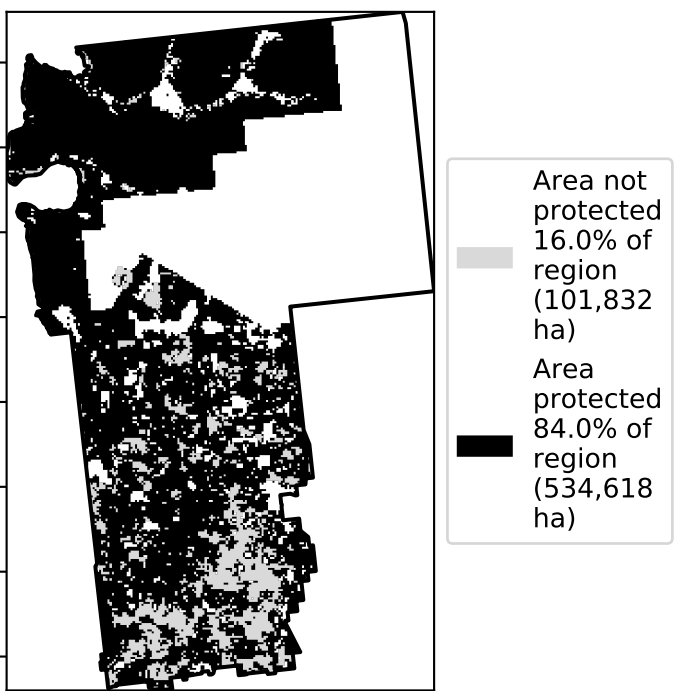 Area not
protected
16.0% of
region
(101,832
ha)
Area
protected
84.0% of
region
(534,618
ha)